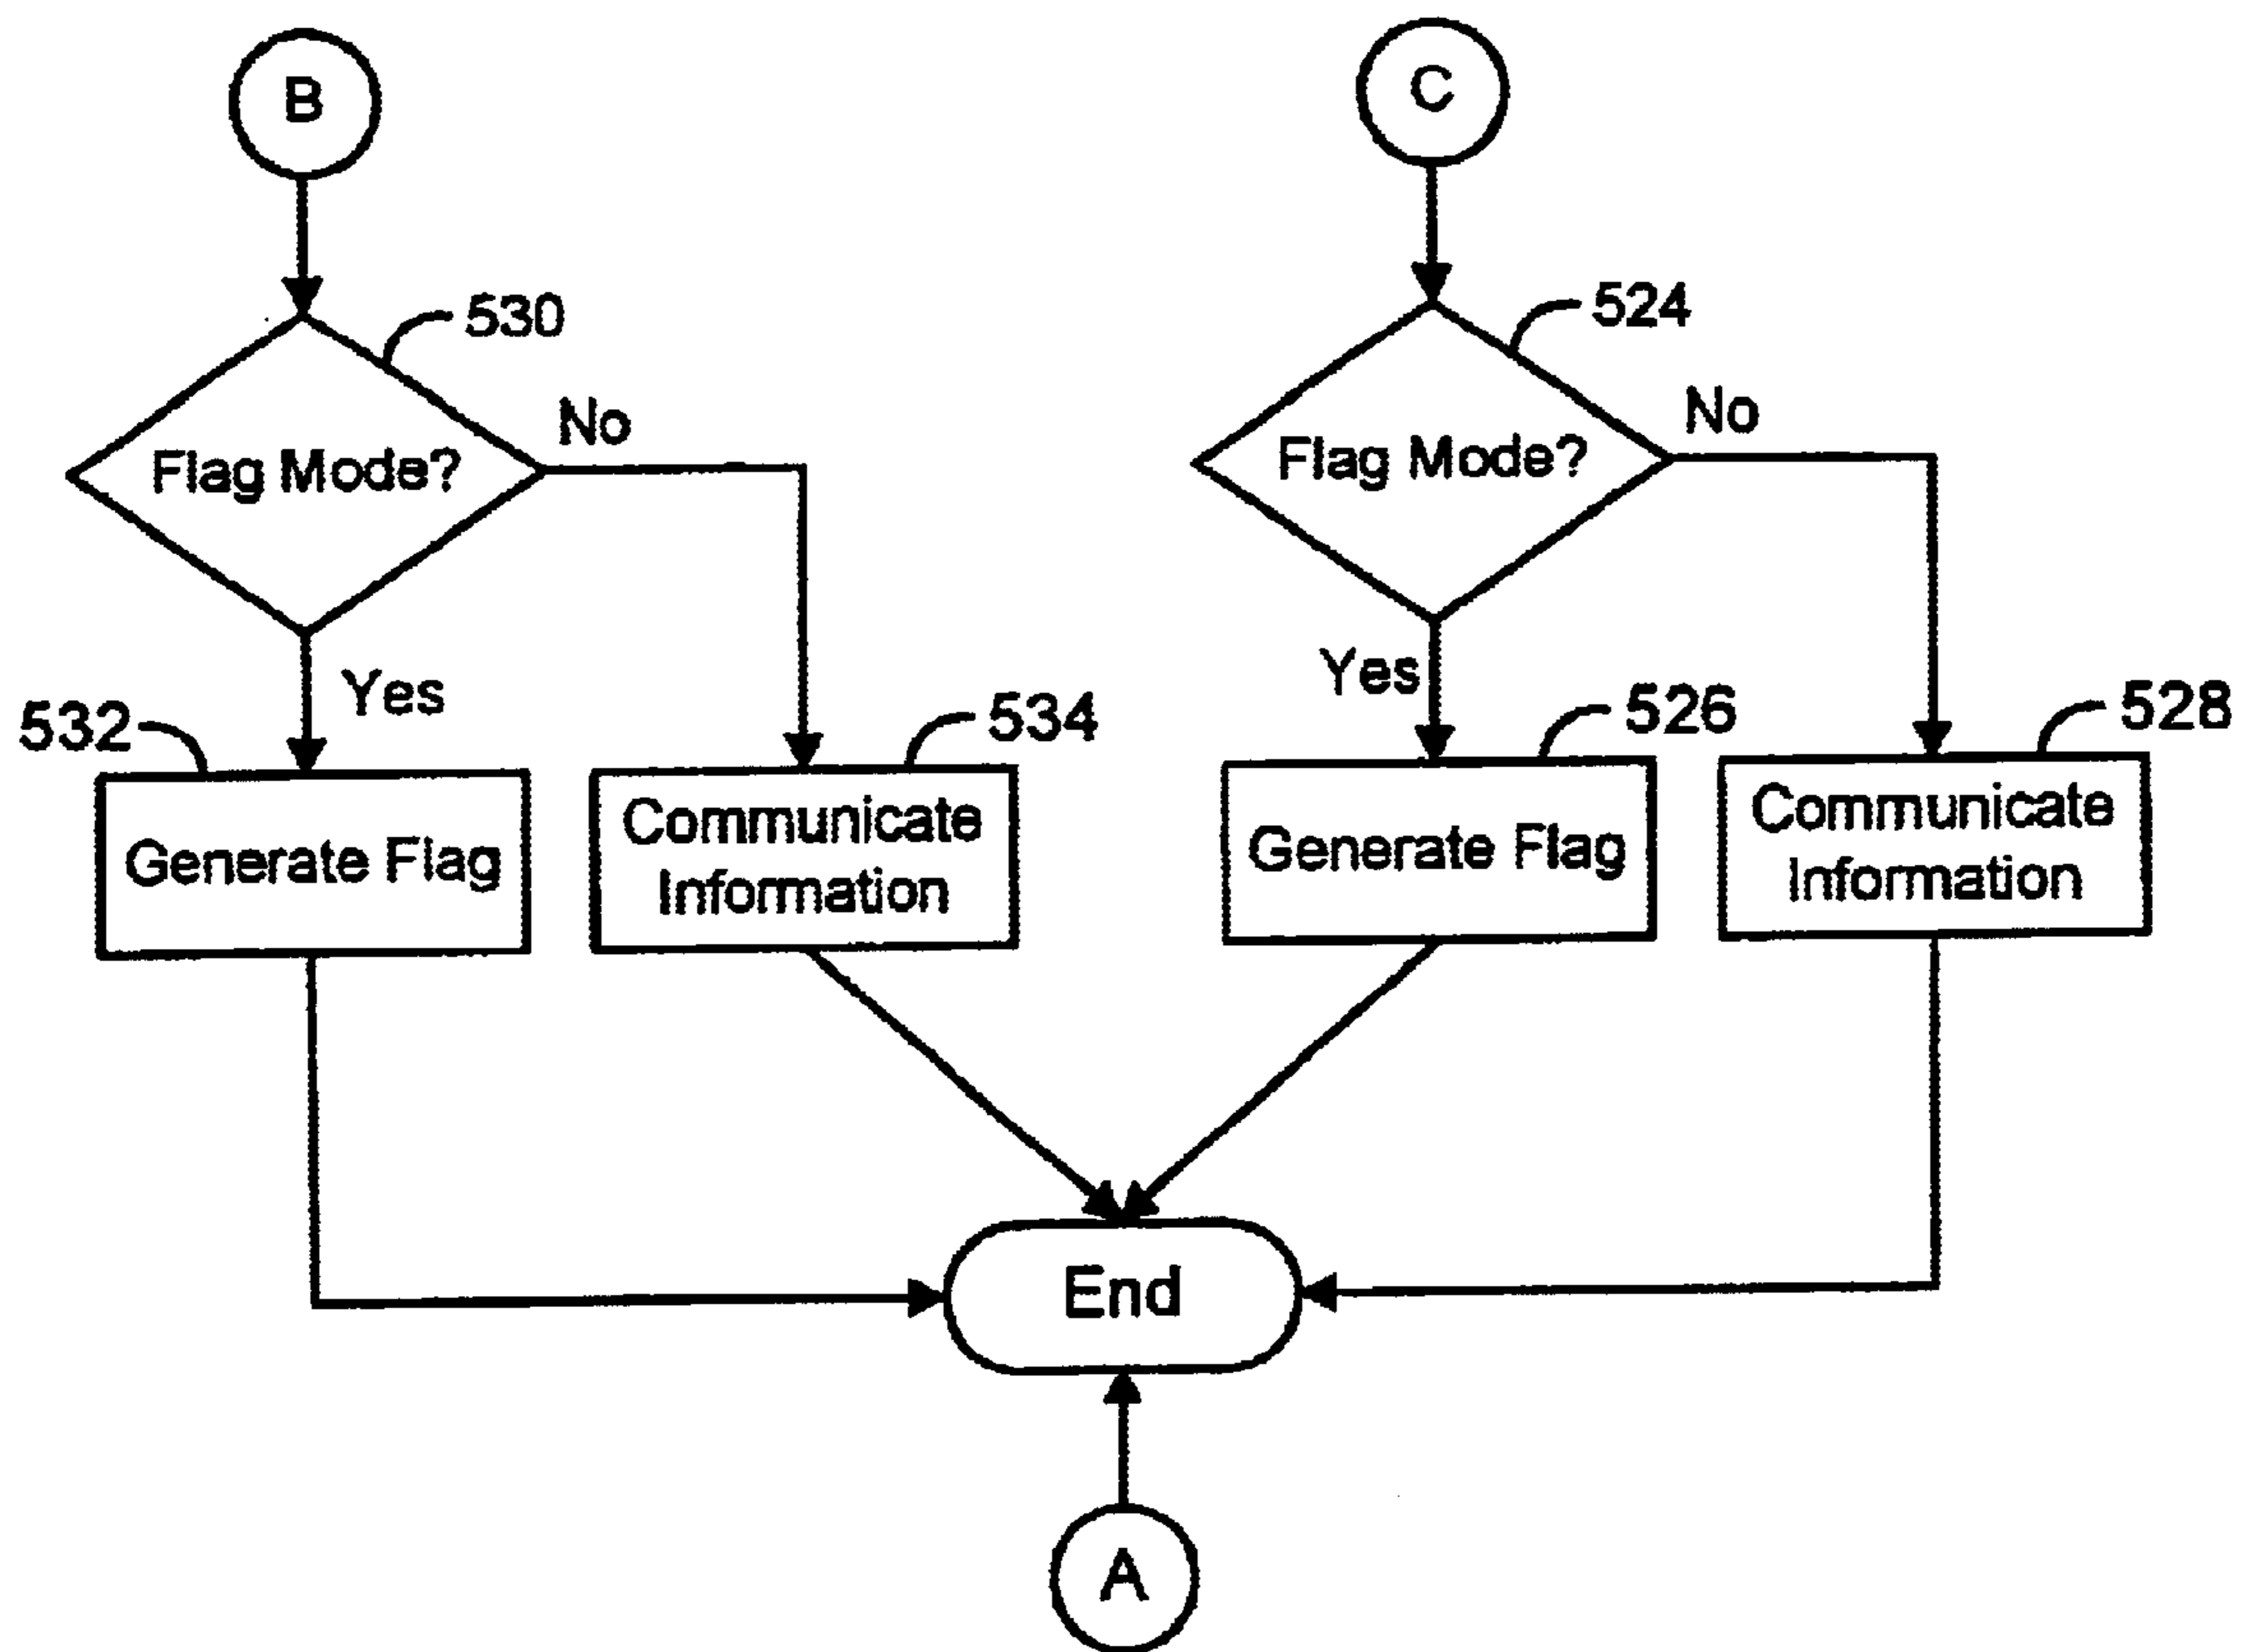 B
C
530
524
No
No
Flag Mode?
Flag Mode?
Yes
Yes
532
534
526
528
Generate Flag
Communicate
Information
Generate Flag
Communicate
Information
End
A